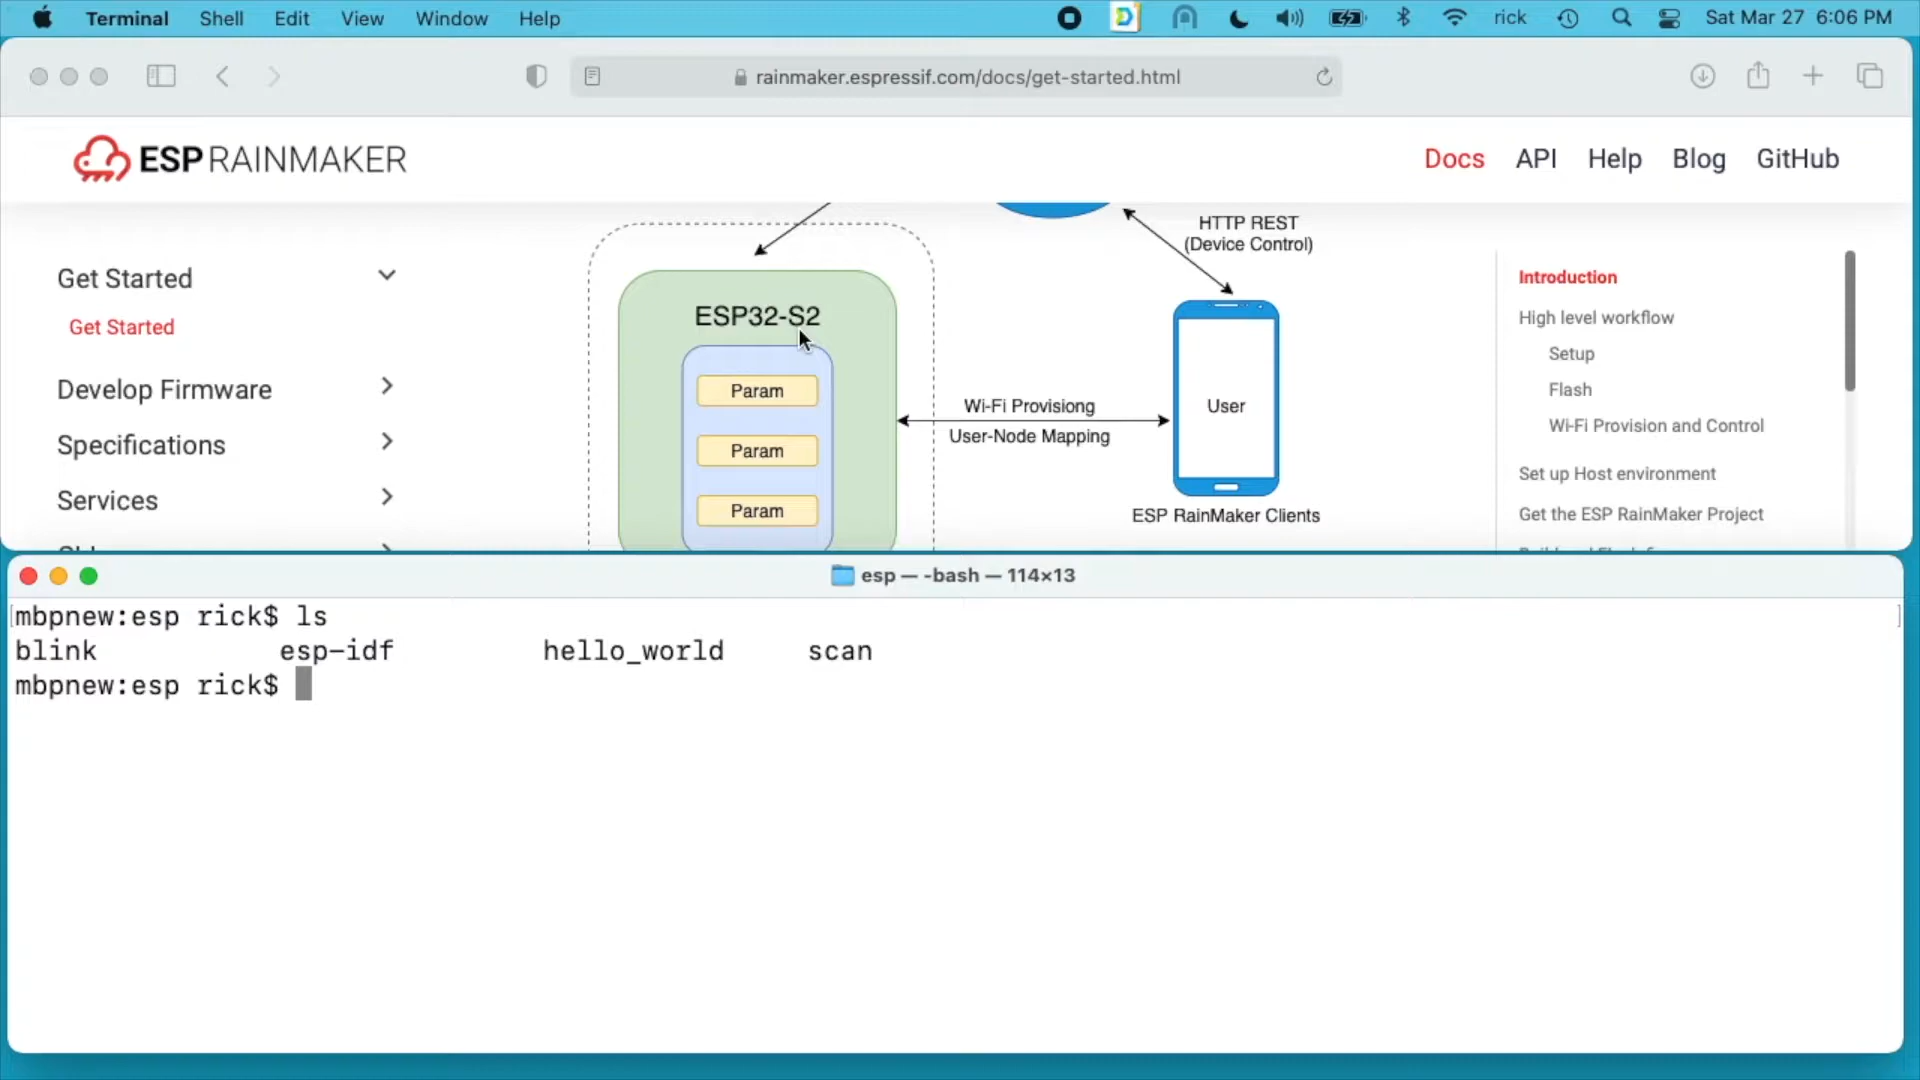 Terminal Shell Edit View Window Help rick Sat Mar 27 6:06 PM
rainmaker.espressif.com/docs/get-started.html
ESP RAINMAKER
Docs API Help Blog GitHub
Get Started
Get Started
Develop Firmware
Specifications
Services
HTTP REST
(Device Control)
ESP32-S2
Param
Param
Param
Wi-Fi Provisiong
User-Node Mapping
User
ESP RainMaker Clients
Introduction
High level workflow
Setup
Flash
Wi-Fi Provision and Control
Set up Host environment
Get the ESP RainMaker Project
esp — -bash — 114×13
mbpnew:esp rick$ ls
blink esp-idf hello_world scan
mbpnew:esp rick$